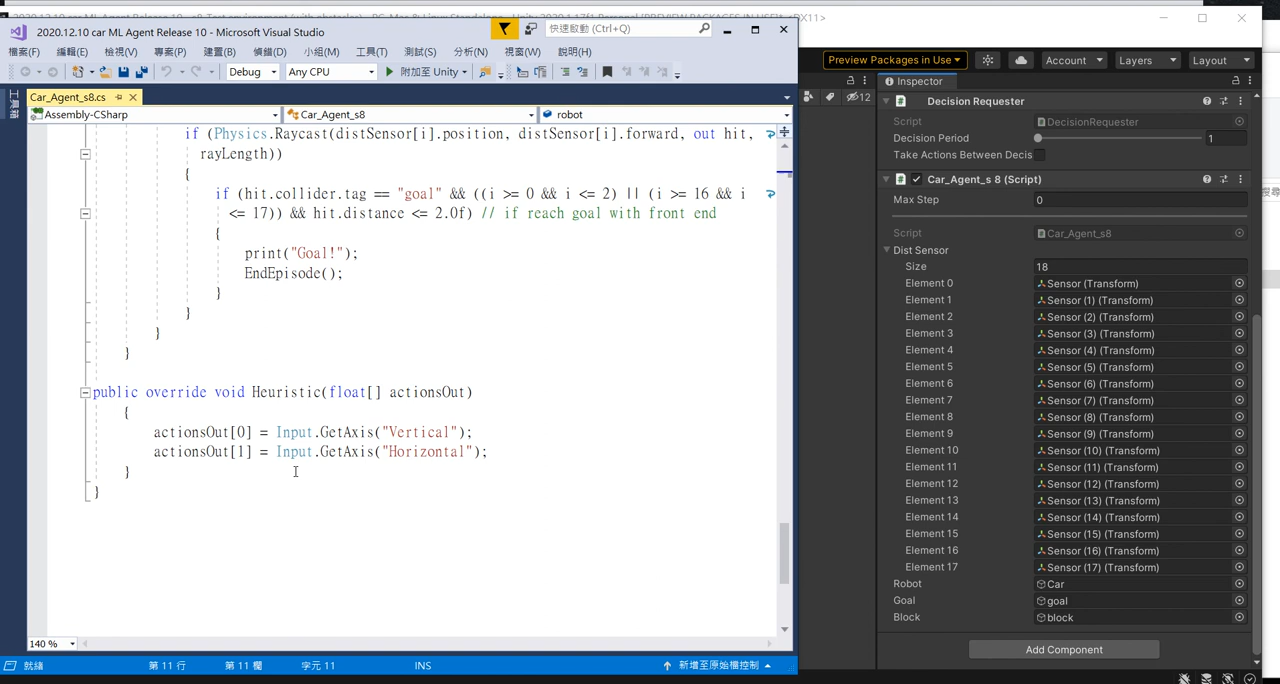 2020.12.10 car ML Agent Release 10 - Microsoft Visual Studio
快速啟動 (Ctrl+Q)
檔案(F) 編輯(E) 檢視(V) 專案(P) 建置(B) 偵錯(D) 小組(M) 工具(T) 測試(S) 分析(N) 視窗(W) 說明(H)
Debug Any CPU 附加至 Unity
工具箱
Car_Agent_s8.cs
Assembly-CSharp Car_Agent_s8 robot
if (Physics.Raycast(distSensor[i].position, distSensor[i].forward, out hit,
rayLength))
{
if (hit.collider.tag == "goal" && ((i >= 0 && i <= 2) || (i >= 16 && i
<= 17)) && hit.distance <= 2.0f) // if reach goal with front end
{
print("Goal!");
EndEpisode();
}
}
}
}
public override void Heuristic(float[] actionsOut)
{
actionsOut[0] = Input.GetAxis("Vertical");
actionsOut[1] = Input.GetAxis("Horizontal");
}
}
140 %
就緒 第 11 行 第 11 欄 字元 11 INS 新增至原始檔控制
Preview Packages in Use Account Layers Layout
12
Inspector
Decision Requester
Script DecisionRequester
Decision Period 1
Take Actions Between Decis
Car_Agent_s 8 (Script)
Max Step 0
Script Car_Agent_s8
Dist Sensor
Size 18
Element 0 Sensor (Transform)
Element 1 Sensor (1) (Transform)
Element 2 Sensor (2) (Transform)
Element 3 Sensor (3) (Transform)
Element 4 Sensor (4) (Transform)
Element 5 Sensor (5) (Transform)
Element 6 Sensor (6) (Transform)
Element 7 Sensor (7) (Transform)
Element 8 Sensor (8) (Transform)
Element 9 Sensor (9) (Transform)
Element 10 Sensor (10) (Transform)
Element 11 Sensor (11) (Transform)
Element 12 Sensor (12) (Transform)
Element 13 Sensor (13) (Transform)
Element 14 Sensor (14) (Transform)
Element 15 Sensor (15) (Transform)
Element 16 Sensor (16) (Transform)
Element 17 Sensor (17) (Transform)
Robot Car
Goal goal
Block block
Add Component